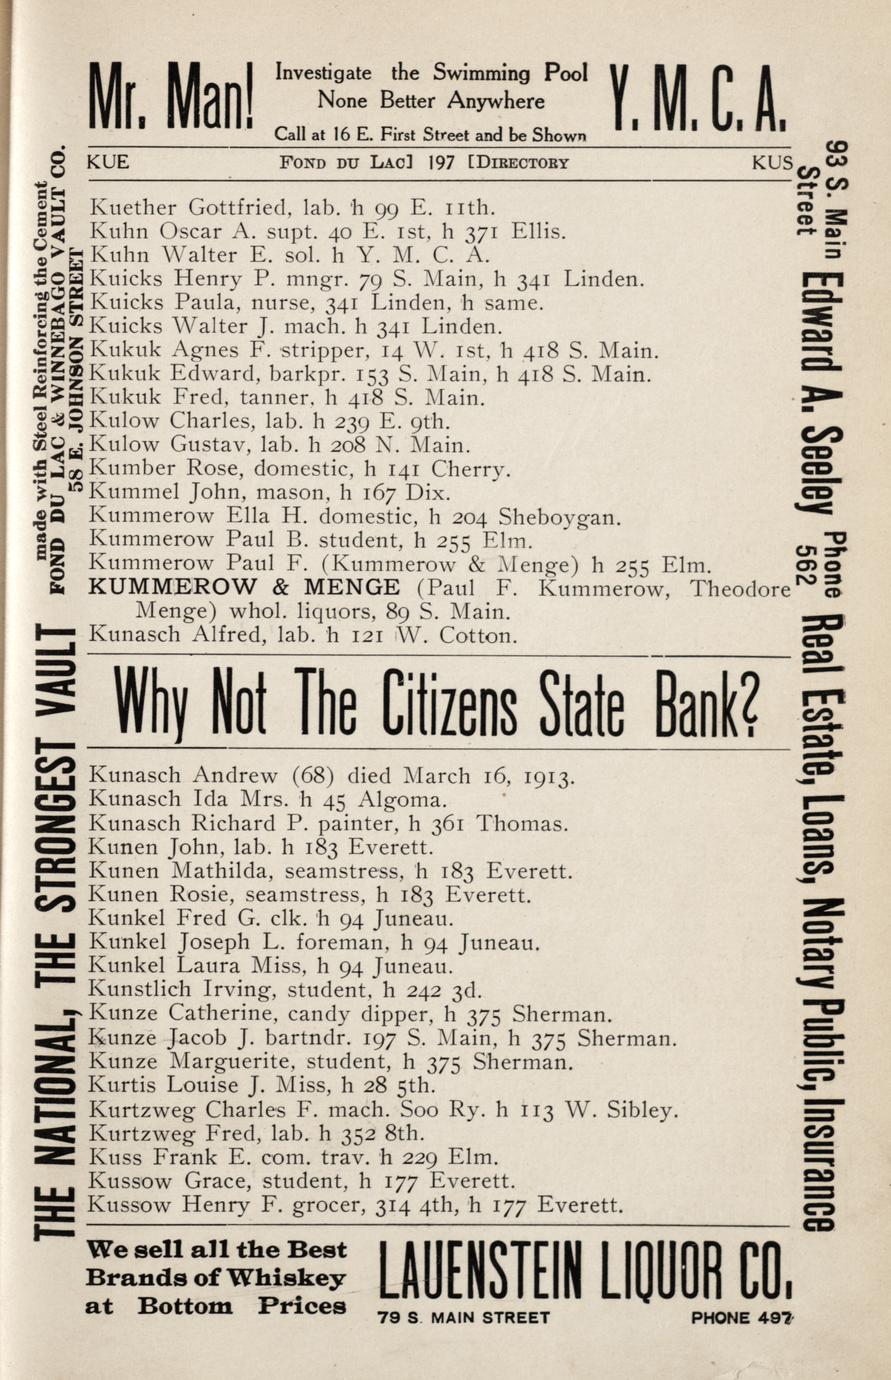 Mr. Man!
Investigate the Swimming Pool
None Better Anywhere
Call at 16 E. First Street and be Shown
Y. M. C. A.
KUE FOND DU LAC] 197 [DIRECTORY KUS
Kuether Gottfried, lab. h 99 E. 11th.
Kuhn Oscar A. supt. 40 E. 1st, h 371 Ellis.
Kuhn Walter E. sol. h Y. M. C. A.
Kuicks Henry P. mngr. 79 S. Main, h 341 Linden.
Kuicks Paula, nurse, 341 Linden, h same.
Kuicks Walter J. mach. h 341 Linden.
Kukuk Agnes F. stripper, 14 W. 1st, h 418 S. Main.
Kukuk Edward, barkpr. 153 S. Main, h 418 S. Main.
Kukuk Fred, tanner, h 418 S. Main.
Kulow Charles, lab. h 239 E. 9th.
Kulow Gustav, lab. h 208 N. Main.
Kumber Rose, domestic, h 141 Cherry.
Kummel John, mason, h 167 Dix.
Kummerow Ella H. domestic, h 204 Sheboygan.
Kummerow Paul B. student, h 255 Elm.
Kummerow Paul F. (Kummerow & Menge) h 255 Elm.
KUMMEROW & MENGE (Paul F. Kummerow, Theodore
Menge) whol. liquors, 89 S. Main.
Kunasch Alfred, lab. h 121 W. Cotton.
Why Not The Citizens State Bank?
Kunasch Andrew (68) died March 16, 1913.
Kunasch Ida Mrs. h 45 Algoma.
Kunasch Richard P. painter, h 361 Thomas.
Kunen John, lab. h 183 Everett.
Kunen Mathilda, seamstress, h 183 Everett.
Kunen Rosie, seamstress, h 183 Everett.
Kunkel Fred G. clk. h 94 Juneau.
Kunkel Joseph L. foreman, h 94 Juneau.
Kunkel Laura Miss, h 94 Juneau.
Kunstlich Irving, student, h 242 3d.
Kunze Catherine, candy dipper, h 375 Sherman.
Kunze Jacob J. bartndr. 197 S. Main, h 375 Sherman.
Kunze Marguerite, student, h 375 Sherman.
Kurtis Louise J. Miss, h 28 5th.
Kurtzweg Charles F. mach. Soo Ry. h 113 W. Sibley.
Kurtzweg Fred, lab. h 352 8th.
Kuss Frank E. com. trav. h 229 Elm.
Kussow Grace, student, h 177 Everett.
Kussow Henry F. grocer, 314 4th, h 177 Everett.
We sell all the Best
Brands of Whiskey
at Bottom Prices
LAUENSTEIN LIQUOR CO.
79 S. MAIN STREET PHONE 497
THE NATIONAL, THE STRONGEST VAULT
made with Steel Reinforcing the Cement
FOND DU LAC & WINNEBAGO VAULT CO.
58 E. JOHNSON STREET
93 S. Main
Street
Edward A. Seeley
Phone
562
Real Estate, Loans, Notary Public, Insurance